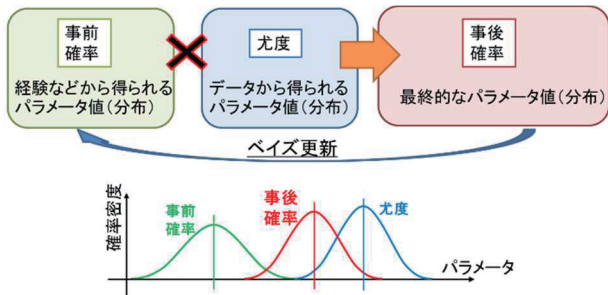 事前
確率
経験などから得られる
パラメータ値(分布)
尤度
データから得られる
パラメータ値(分布)
事後
確率
最終的なパラメータ値(分布)
ベイズ更新
確率密度
事前
確率
事後
確率
尤度
パラメータ